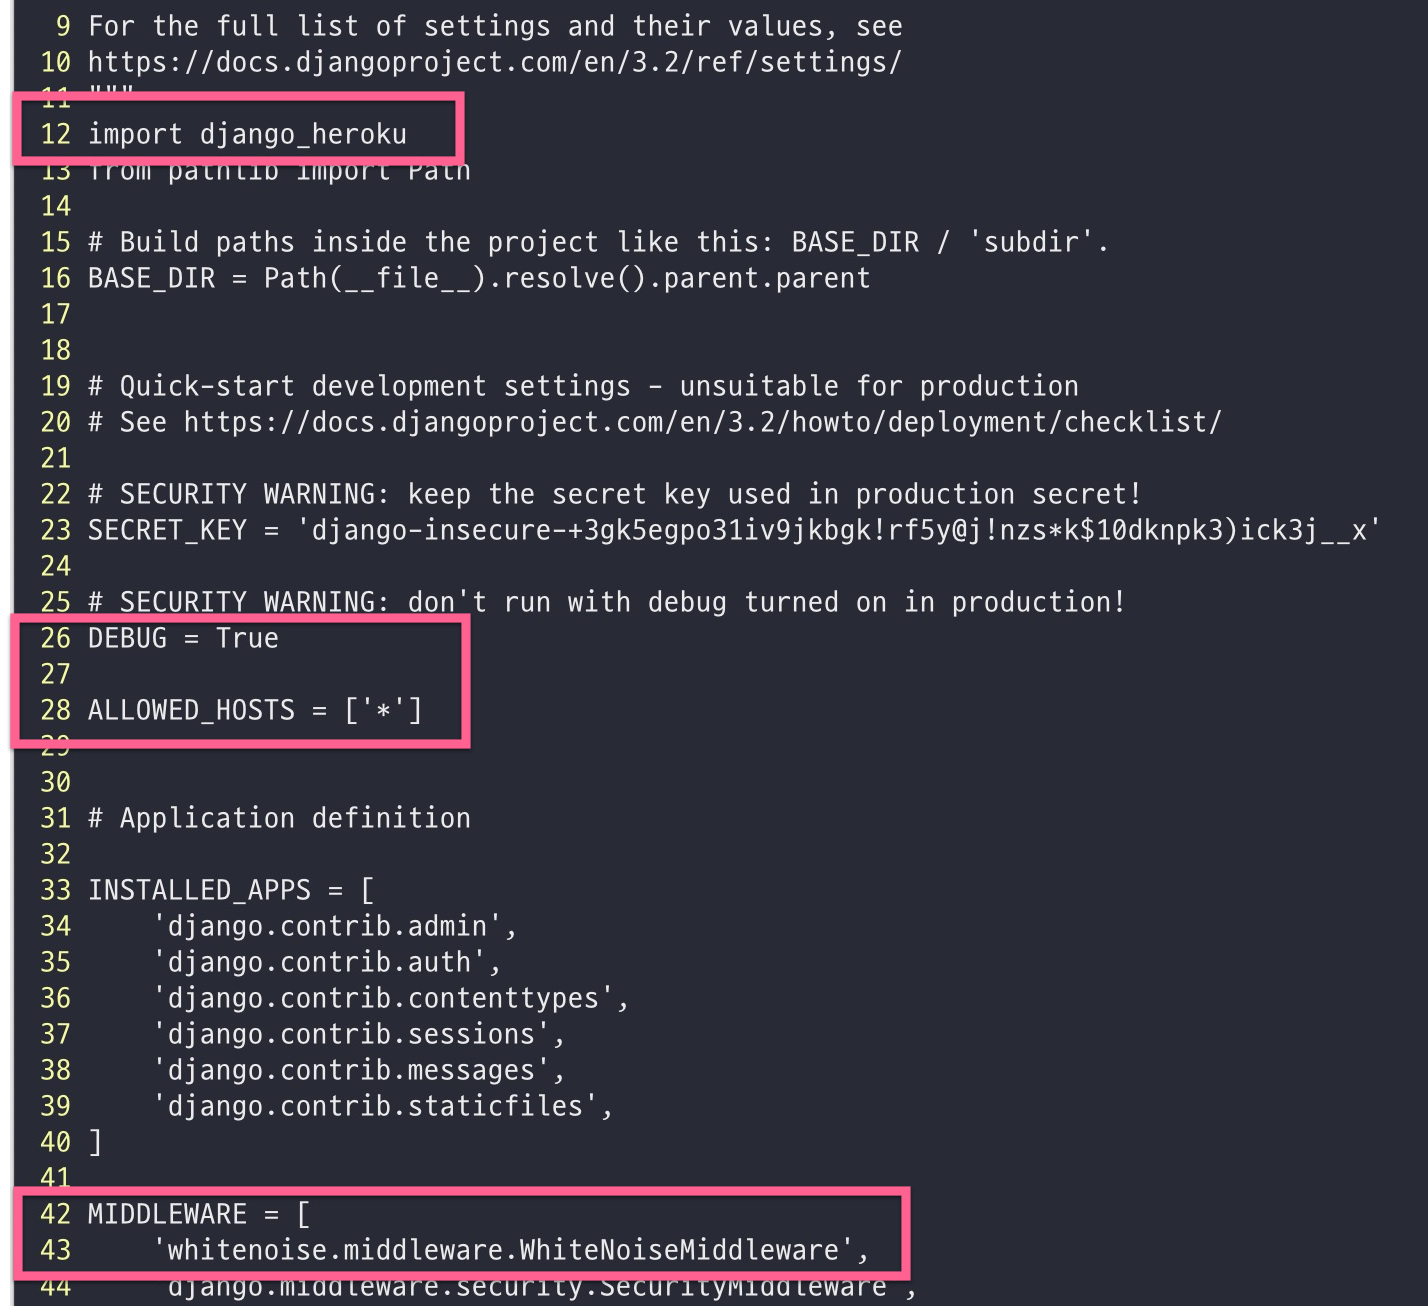 9 For the full list of settings and their values, see
10 https://docs.djangoproject.com/en/3.2/ref/settings/
11 """
12 import django_heroku
13 from pathlib import Path
14
15 # Build paths inside the project like this: BASE_DIR / 'subdir'.
16 BASE_DIR = Path(__file__).resolve().parent.parent
17
18
19 # Quick-start development settings - unsuitable for production
20 # See https://docs.djangoproject.com/en/3.2/howto/deployment/checklist/
21
22 # SECURITY WARNING: keep the secret key used in production secret!
23 SECRET_KEY = 'django-insecure-+3gk5egpo31iv9jkbgk!rf5y@j!nzs*k$10dknpk3)ick3j__x'
24
25 # SECURITY WARNING: don't run with debug turned on in production!
26 DEBUG = True
27
28 ALLOWED_HOSTS = ['*']
29
30
31 # Application definition
32
33 INSTALLED_APPS = [
34     'django.contrib.admin',
35     'django.contrib.auth',
36     'django.contrib.contenttypes',
37     'django.contrib.sessions',
38     'django.contrib.messages',
39     'django.contrib.staticfiles',
40 ]
41
42 MIDDLEWARE = [
43     'whitenoise.middleware.WhiteNoiseMiddleware',
44     'django.middleware.security.SecurityMiddleware',